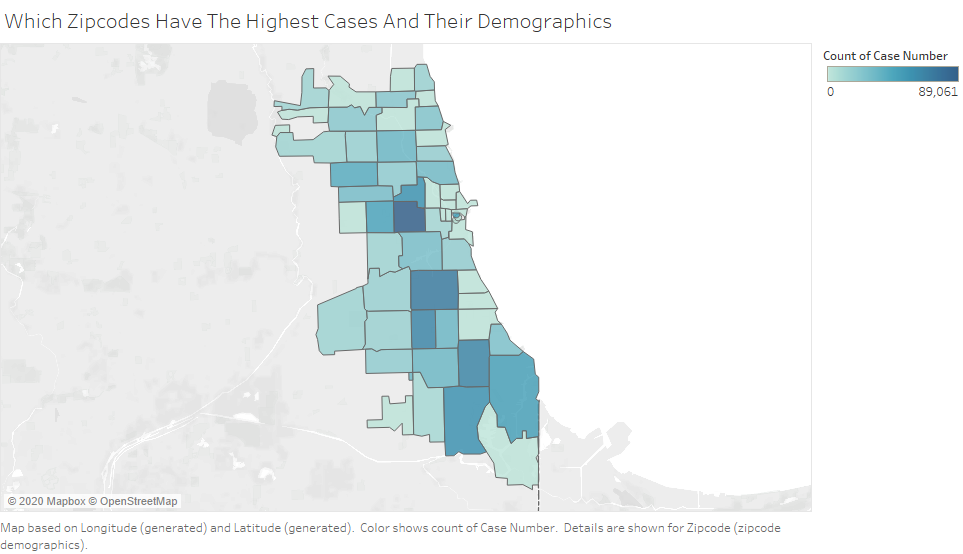 Which Zipcodes Have The Highest Cases And Their Demographics
Count of Case Number
0 89,061
© 2020 Mapbox © OpenStreetMap
Map based on Longitude (generated) and Latitude (generated). Color shows count of Case Number. Details are shown for Zipcode (zipcode
demographics).